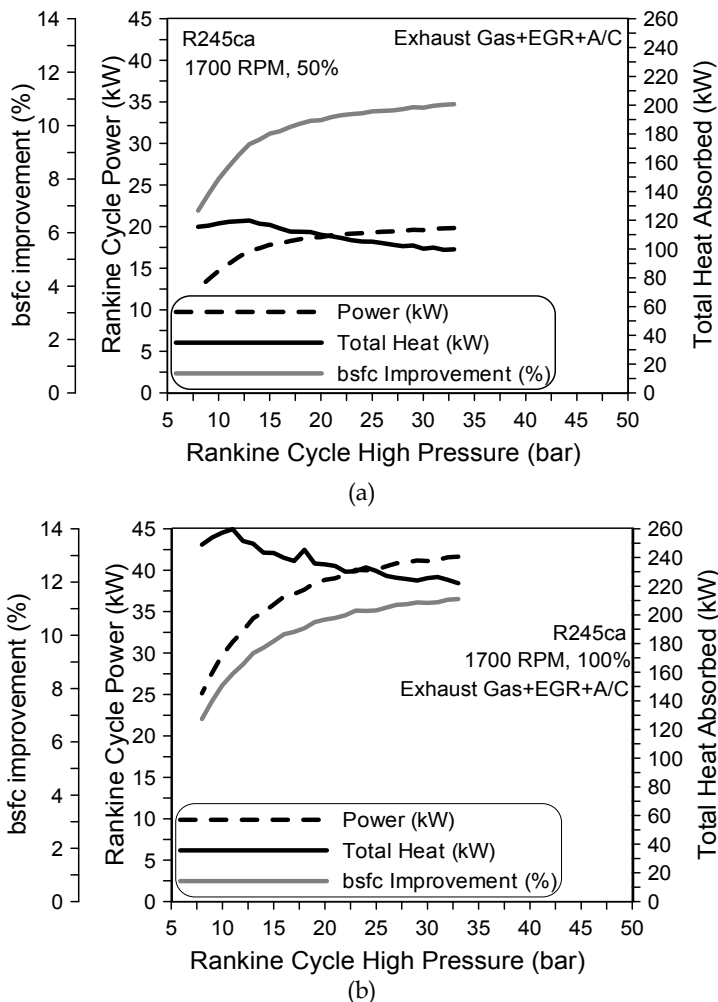 14
12
10
8
6
4
2
0
bsfc improvement (%)
45
40
35
30
25
20
15
10
5
0
Rankine Cycle Power (kW)
R245ca
1700 RPM, 50%
Exhaust Gas+EGR+A/C
Power (kW)
Total Heat (kW)
bsfc Improvement (%)
260
240
220
200
180
160
140
120
100
80
60
40
20
0
Total Heat Absorbed (kW)
5 10 15 20 25 30 35 40 45 50
Rankine Cycle High Pressure (bar)
(a)
14
12
10
8
6
4
2
0
bsfc improvement (%)
45
40
35
30
25
20
15
10
5
0
Rankine Cycle Power (kW)
R245ca
1700 RPM, 100%
Exhaust Gas+EGR+A/C
Power (kW)
Total Heat (kW)
bsfc Improvement (%)
260
240
220
200
180
160
140
120
100
80
60
40
20
0
Total Heat Absorbed (kW)
5 10 15 20 25 30 35 40 45 50
Rankine Cycle High Pressure (bar)
(b)